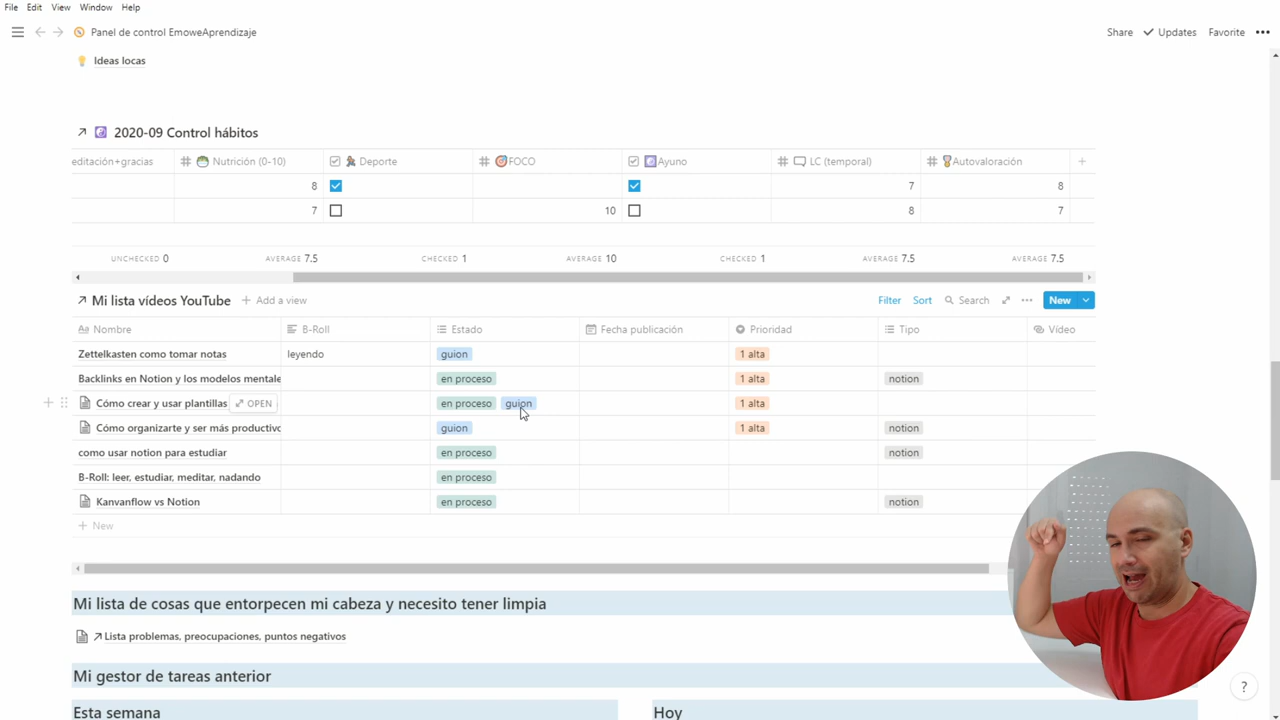 File Edit View Window Help
Panel de control EmoweAprendizaje Share Updates Favorite
Ideas locas
2020-09 Control hábitos
editación+gracias Nutrición (0-10) Deporte FOCO Ayuno LC (temporal) Autovaloración
8 7 8
7 10 8 7
UNCHECKED 0 AVERAGE 7.5 CHECKED 1 AVERAGE 10 CHECKED 1 AVERAGE 7.5 AVERAGE 7.5
Mi lista vídeos YouTube + Add a view Filter Sort Search New
Nombre B-Roll Estado Fecha publicación Prioridad Tipo Vídeo
Zettelkasten como tomar notas leyendo guion 1 alta
Backlinks en Notion y los modelos mentale en proceso 1 alta notion
Cómo crear y usar plantillas OPEN en proceso guion 1 alta
Cómo organizarte y ser más productivo guion 1 alta notion
como usar notion para estudiar en proceso notion
B-Roll: leer, estudiar, meditar, nadando en proceso
Kanvanflow vs Notion en proceso notion
+ New
Mi lista de cosas que entorpecen mi cabeza y necesito tener limpia
Lista problemas, preocupaciones, puntos negativos
Mi gestor de tareas anterior
Esta semana Hoy
?